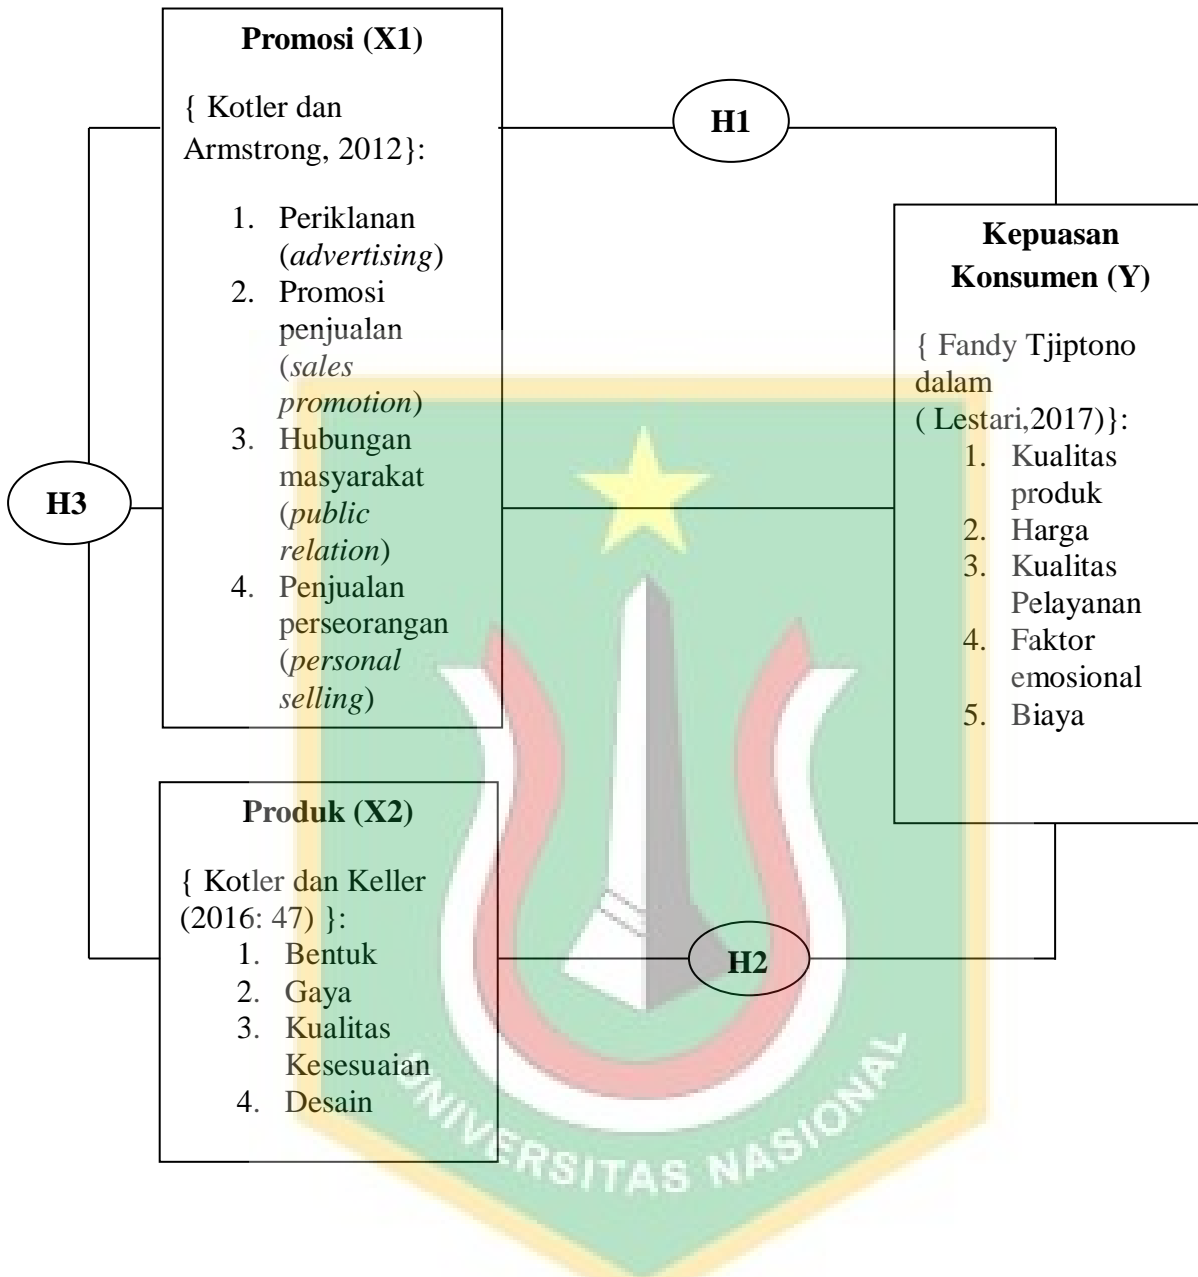 Promosi (X1)
{ Kotler dan
Armstrong, 2012}:
1. Periklanan
(advertising)
2. Promosi
penjualan
(sales
promotion)
3. Hubungan
masyarakat
(public
relation)
4. Penjualan
perseorangan
(personal
selling)
H1
Kepuasan
Konsumen (Y)
{ Fandy Tjiptono
dalam
( Lestari,2017)}:
1. Kualitas
produk
2. Harga
3. Kualitas
Pelayanan
4. Faktor
emosional
5. Biaya
H3
Produk (X2)
{ Kotler dan Keller
(2016: 47) }:
1. Bentuk
2. Gaya
3. Kualitas
Kesesuaian
4. Desain
H2
UNIVERSITAS NASIONAL